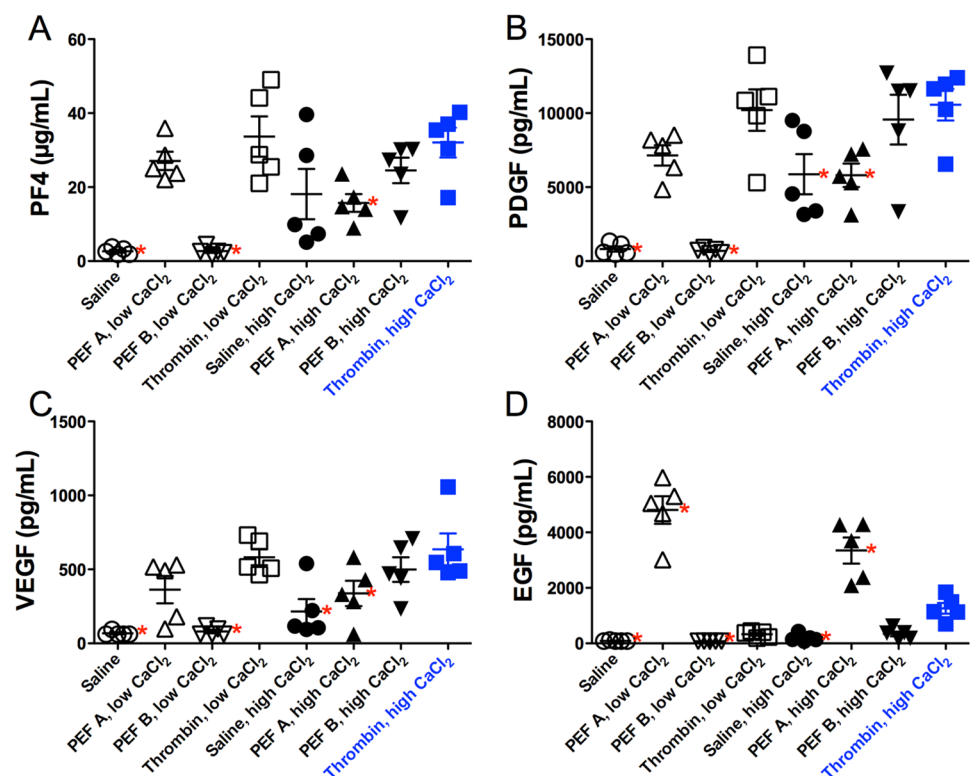 A
PF4 (µg/mL)
60
40
20
0
Saline
PEF A, low CaCl2
PEF B, low CaCl2
Thrombin, low CaCl2
Saline, high CaCl2
PEF A, high CaCl2
PEF B, high CaCl2
Thrombin, high CaCl2
* * *
B
PDGF (pg/mL)
15000
10000
5000
0
Saline
PEF A, low CaCl2
PEF B, low CaCl2
Thrombin, low CaCl2
Saline, high CaCl2
PEF A, high CaCl2
PEF B, high CaCl2
Thrombin, high CaCl2
* * * *
C
VEGF (pg/mL)
1500
1000
500
0
Saline
PEF A, low CaCl2
PEF B, low CaCl2
Thrombin, low CaCl2
Saline, high CaCl2
PEF A, high CaCl2
PEF B, high CaCl2
Thrombin, high CaCl2
* * * *
D
EGF (pg/mL)
8000
6000
4000
2000
0
Saline
PEF A, low CaCl2
PEF B, low CaCl2
Thrombin, low CaCl2
Saline, high CaCl2
PEF A, high CaCl2
PEF B, high CaCl2
Thrombin, high CaCl2
* * * * *